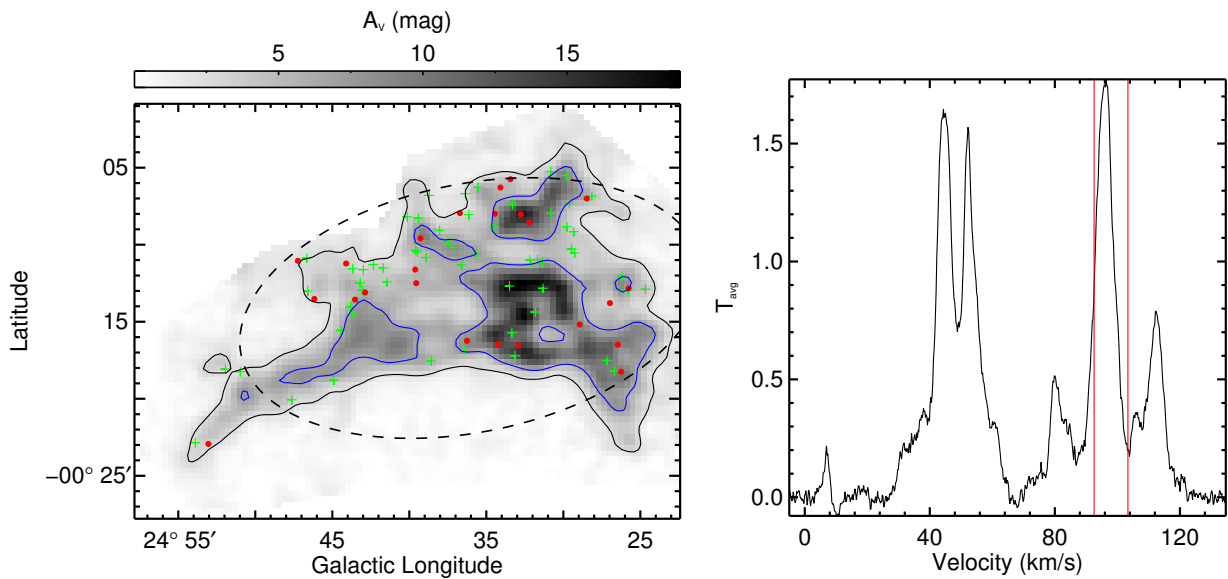 A_v (mag)
5 10 15
05
15
−00° 25′
Latitude
24° 55′ 45 35 25
Galactic Longitude
1.5
1.0
0.5
0.0
T_avg
0 40 80 120
Velocity (km/s)